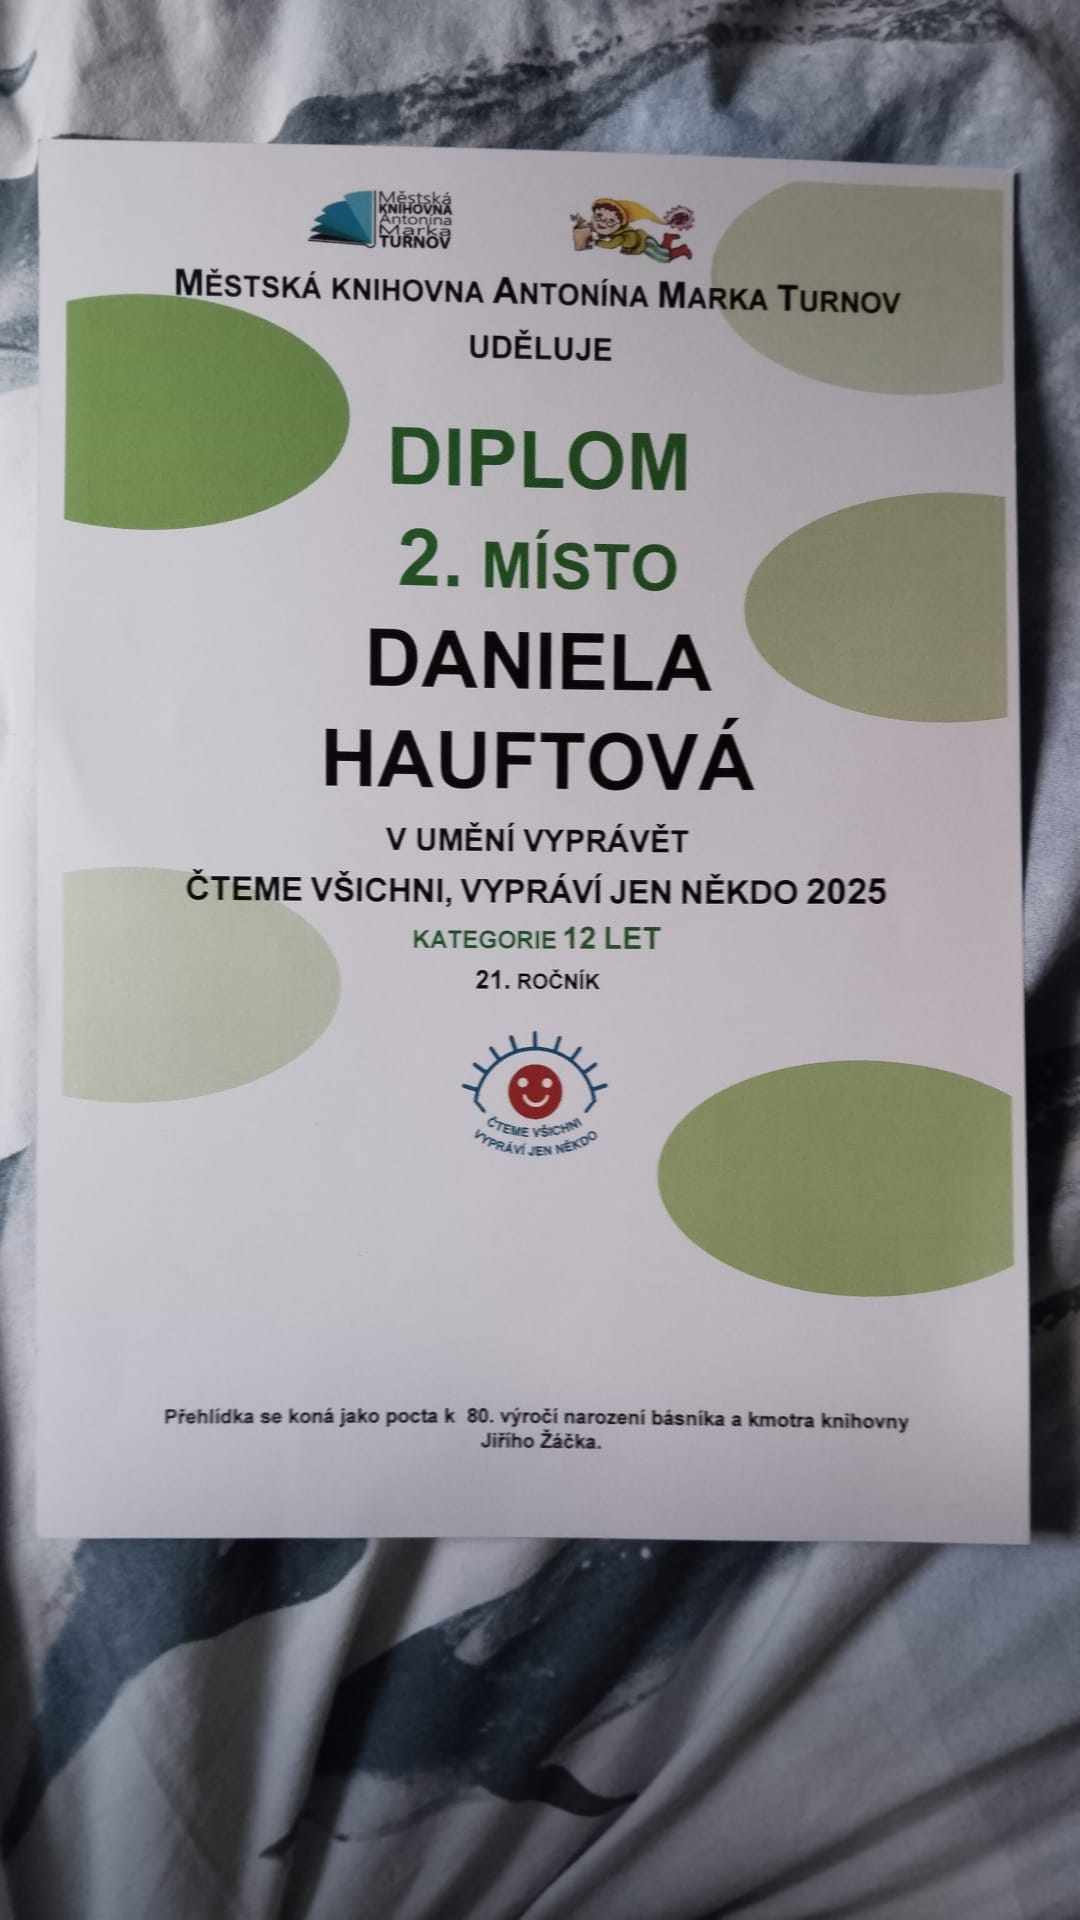 Městská
KNIHOVNA
Antonína
Marka
TURNOV
MĚSTSKÁ KNIHOVNA ANTONÍNA MARKA TURNOV
UDĚLUJE
DIPLOM
2. MÍSTO
DANIELA
HAUFTOVÁ
V UMĚNÍ VYPRÁVĚT
ČTEME VŠICHNI, VYPRÁVÍ JEN NĚKDO 2025
KATEGORIE 12 LET
21. ROČNÍK
ČTEME VŠICHNI
VYPRÁVÍ JEN NĚKDO
Přehlídka se koná jako pocta k 80. výročí narození básníka a kmotra knihovny
Jiřího Žáčka.